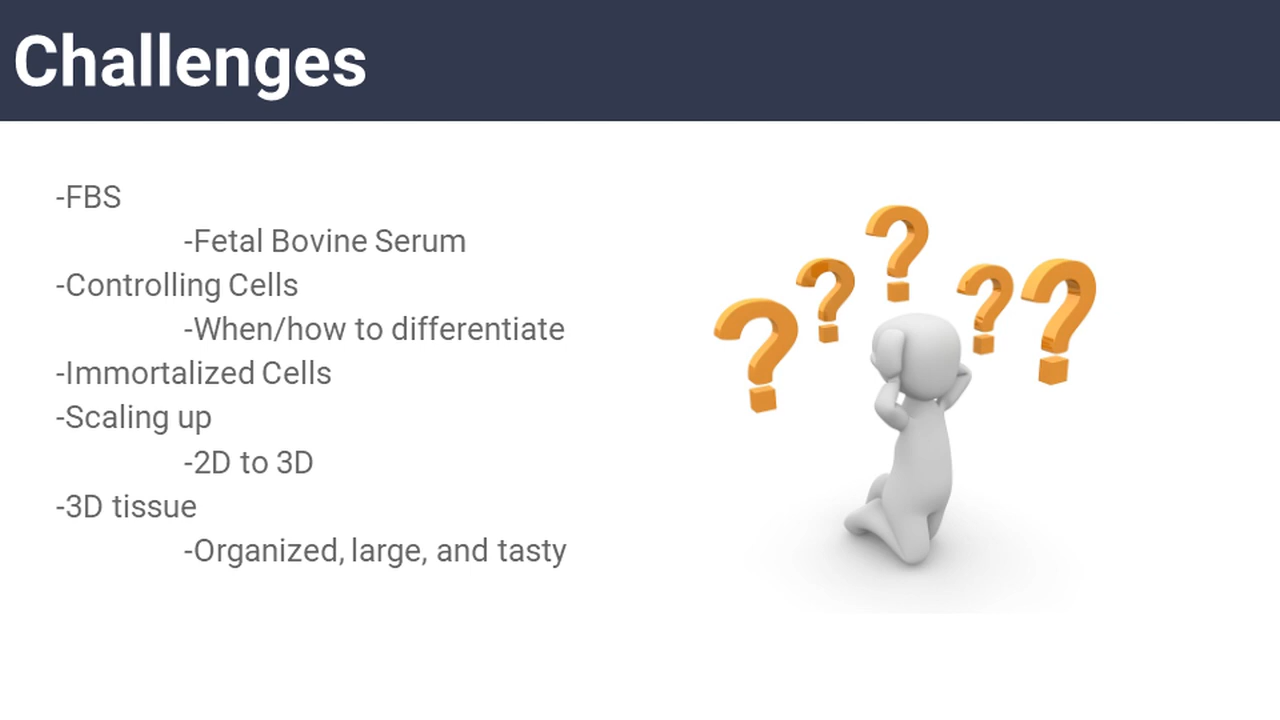 Challenges
-FBS
-Fetal Bovine Serum
-Controlling Cells
-When/how to differentiate
-Immortalized Cells
-Scaling up
-2D to 3D
-3D tissue
-Organized, large, and tasty
? ? ? ? ?